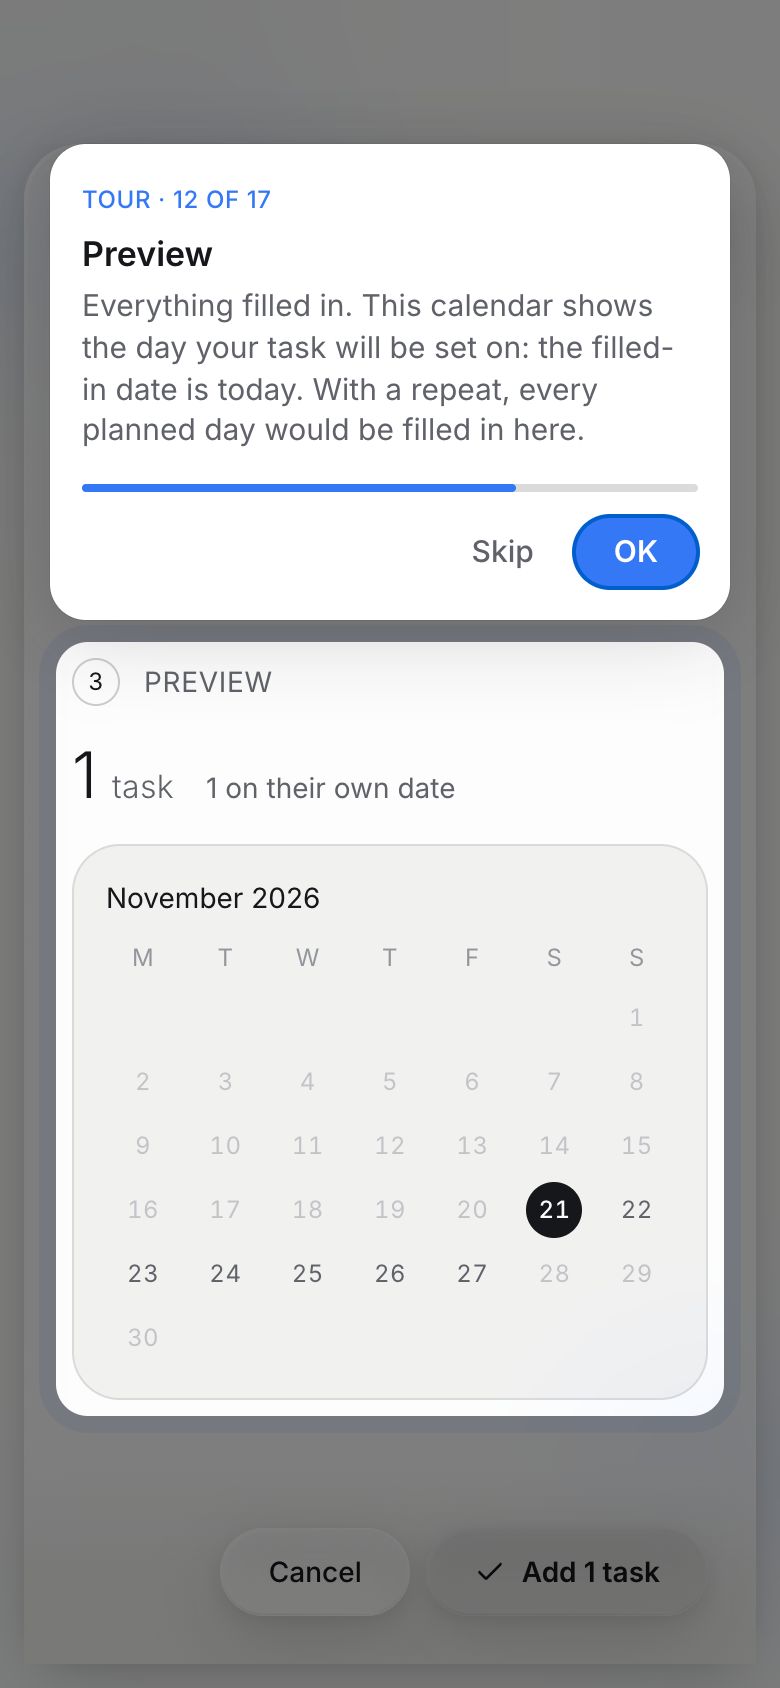 TOUR · 12 OF 17
Preview
Everything filled in. This calendar shows
the day your task will be set on: the filled-
in date is today. With a repeat, every
planned day would be filled in here.
Skip OK
3 PREVIEW
1 task 1 on their own date
November 2026
M T W T F S S
1
2 3 4 5 6 7 8
9 10 11 12 13 14 15
16 17 18 19 20 21 22
23 24 25 26 27 28 29
30
Cancel Add 1 task